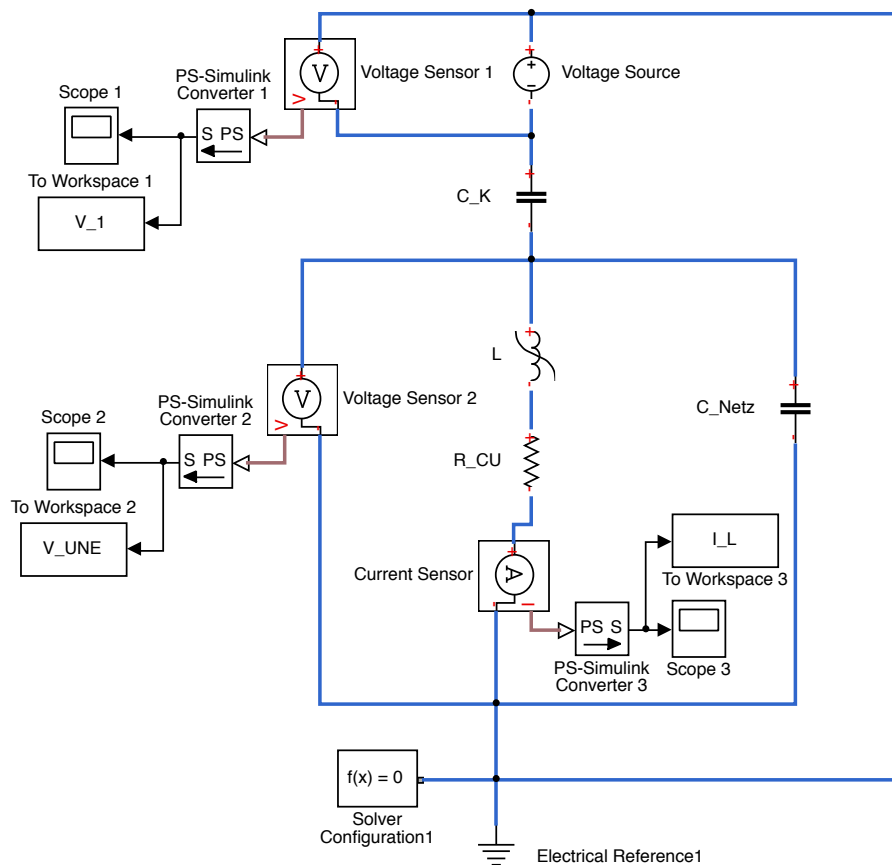 PS-Simulink
Converter 1
Voltage Sensor 1
Voltage Source
+
V
V
+
+
-
Scope 1
S PS
To Workspace 1
V_1
+
C_K
+
L
+
V
V
Voltage Sensor 2
PS-Simulink
Converter 2
Scope 2
S PS
To Workspace 2
V_UNE
+
C_Netz
+
R_CU
+
A
I
Current Sensor
I_L
To Workspace 3
PS S
Scope 3
PS-Simulink
Converter 3
f(x) = 0
Solver
Configuration1
Electrical Reference1